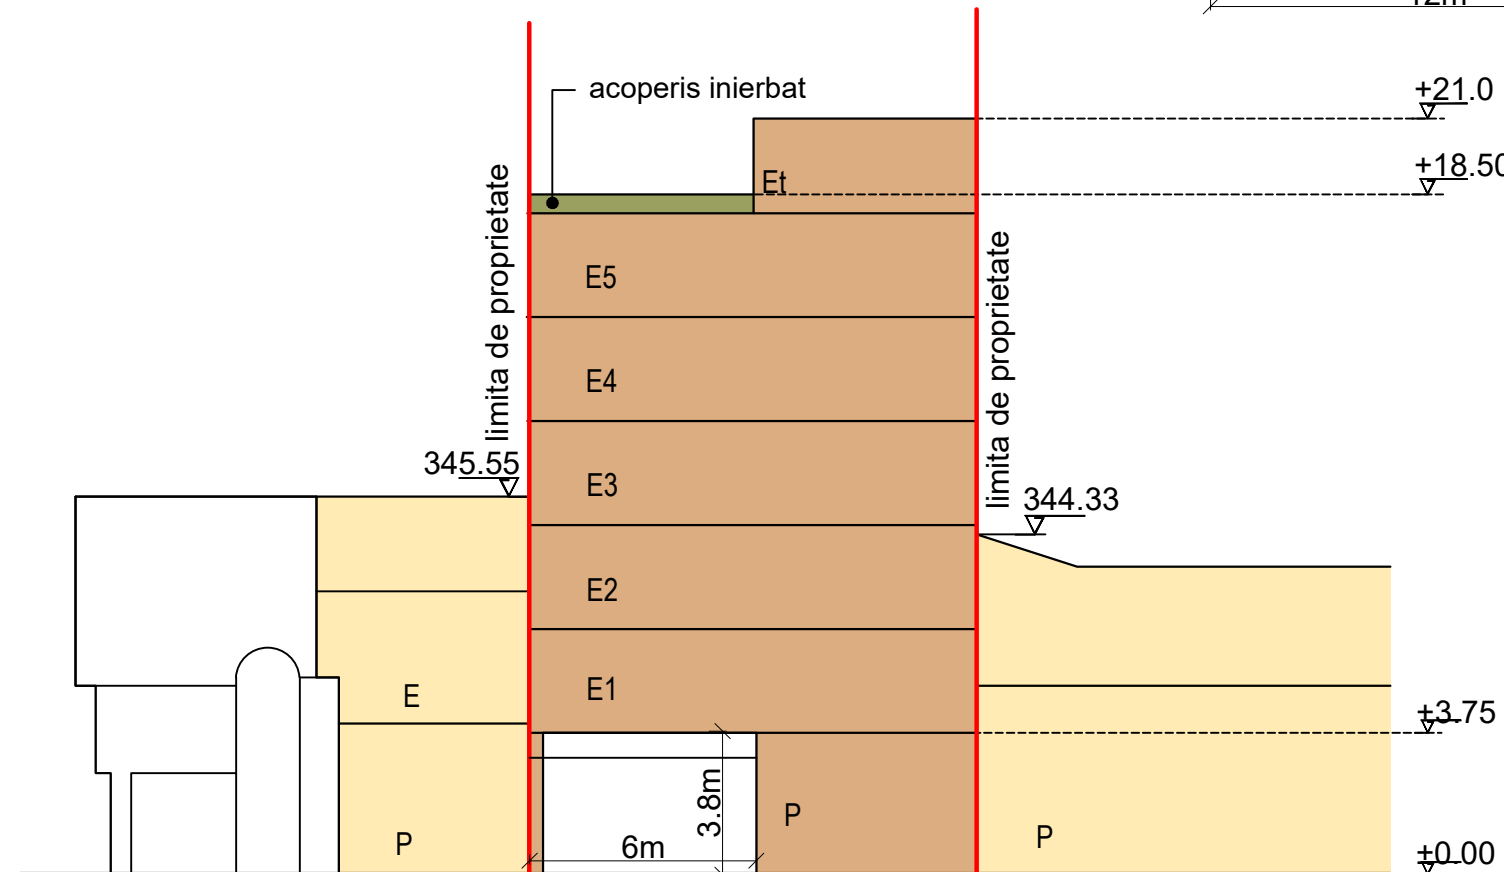 12m
acoperis inierbat
+21.0
+18.50
Et
limita de proprietate
limita de proprietate
E5
E4
345.55
E3
344.33
E2
E1
E
+3.75
3.8m
P
P
P
6m
±0.00